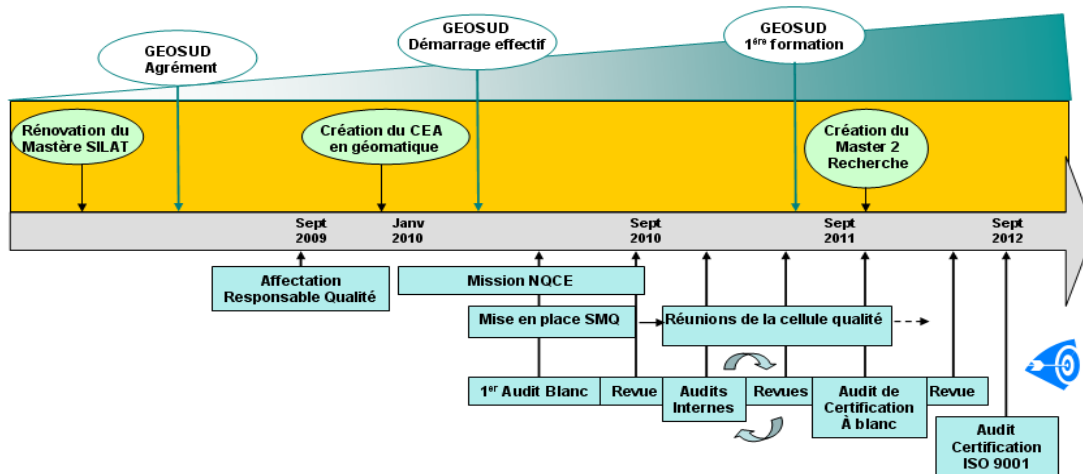 GEOSUD
Agrément
GEOSUD
Démarrage effectif
GEOSUD
1ére formation
Rénovation du
Mastère SILAT
Création du CEA
en géomatique
Création du
Master 2
Recherche
Sept
2009
Janv
2010
Sept
2010
Sept
2011
Sept
2012
Affectation
Responsable Qualité
Mission NQCE
Mise en place SMQ
Réunions de la cellule qualité
1er Audit Blanc
Revue
Audits
Internes
Revues
Audit de
Certification
À blanc
Revue
Audit
Certification
ISO 9001